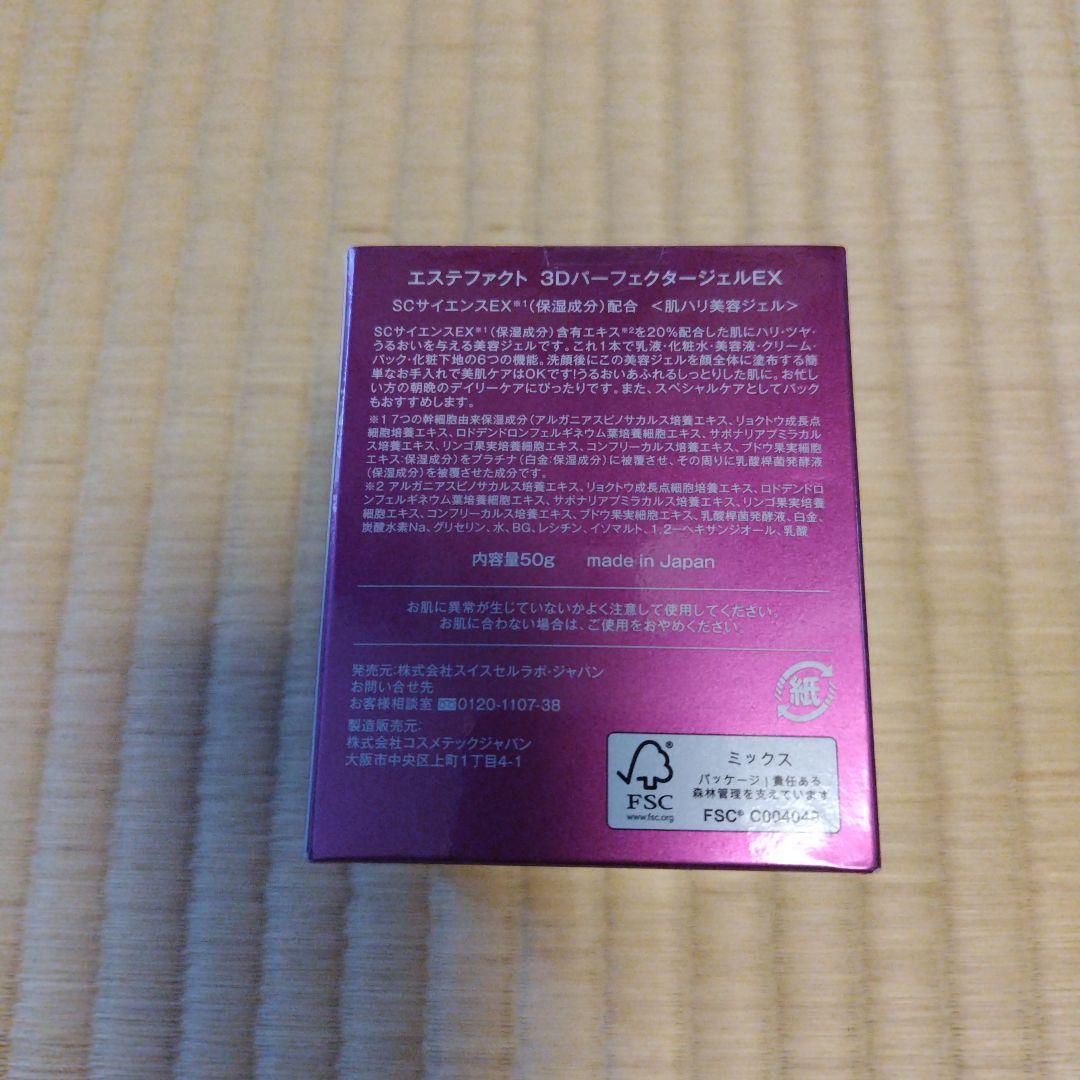 エステファクト 3DパーフェクタージェルEX
SCサイエンスEX※1(保湿成分)配合 <肌ハリ美容ジェル>
SCサイエンスEX※1(保湿成分)含有エキス※2を20%配合した肌にハリ・ツヤ・
うるおいを与える美容ジェルです。これ1本で乳液・化粧水・美容液・クリーム・
パック・化粧下地の6つの機能。洗顔後にこの美容ジェルを顔全体に塗布する簡
単なお手入れで美肌ケアはOKです!うるおいあふれるしっとりした肌に。お忙し
い方の朝晩のデイリーケアにぴったりです。また、スペシャルケアとしてパック
もおすすめします。
※1 7つの幹細胞由来保湿成分(アルガニアスピノサカルス培養エキス、リョクトウ成長点
細胞培養エキス、ロドデンドロンフェルギネウム葉培養細胞エキス、サポナリアプミラカル
ス培養エキス、リンゴ果実培養細胞エキス、コンフリーカルス培養エキス、ブドウ果実細胞
エキス:保湿成分)をプラチナ(白金:保湿成分)に被覆させ、その周りに乳酸桿菌発酵液
(保湿成分)を被覆させた成分です。
※2 アルガニアスピノサカルス培養エキス、リョクトウ成長点細胞培養エキス、ロドデンドロ
ンフェルギネウム葉培養細胞エキス、サポナリアプミラカルス培養エキス、リンゴ果実培養
細胞エキス、コンフリーカルス培養エキス、ブドウ果実細胞エキス、乳酸桿菌発酵液、白金、
炭酸水素Na、グリセリン、水、BG、レシチン、イソマルト、1,2-ヘキサンジオール、乳酸
内容量50g made in Japan
お肌に異常が生じていないかよく注意して使用してください。
お肌に合わない場合は、ご使用をおやめください。
発売元:株式会社スイスセルラボ・ジャパン
お問い合せ先
お客様相談室 0120-1107-38
製造販売元:
株式会社コスメテックジャパン
大阪市中央区上町1丁目4-1
紙
FSC
www.fsc.org
ミックス
パッケージ|責任ある
森林管理を支えています
FSC® C00404